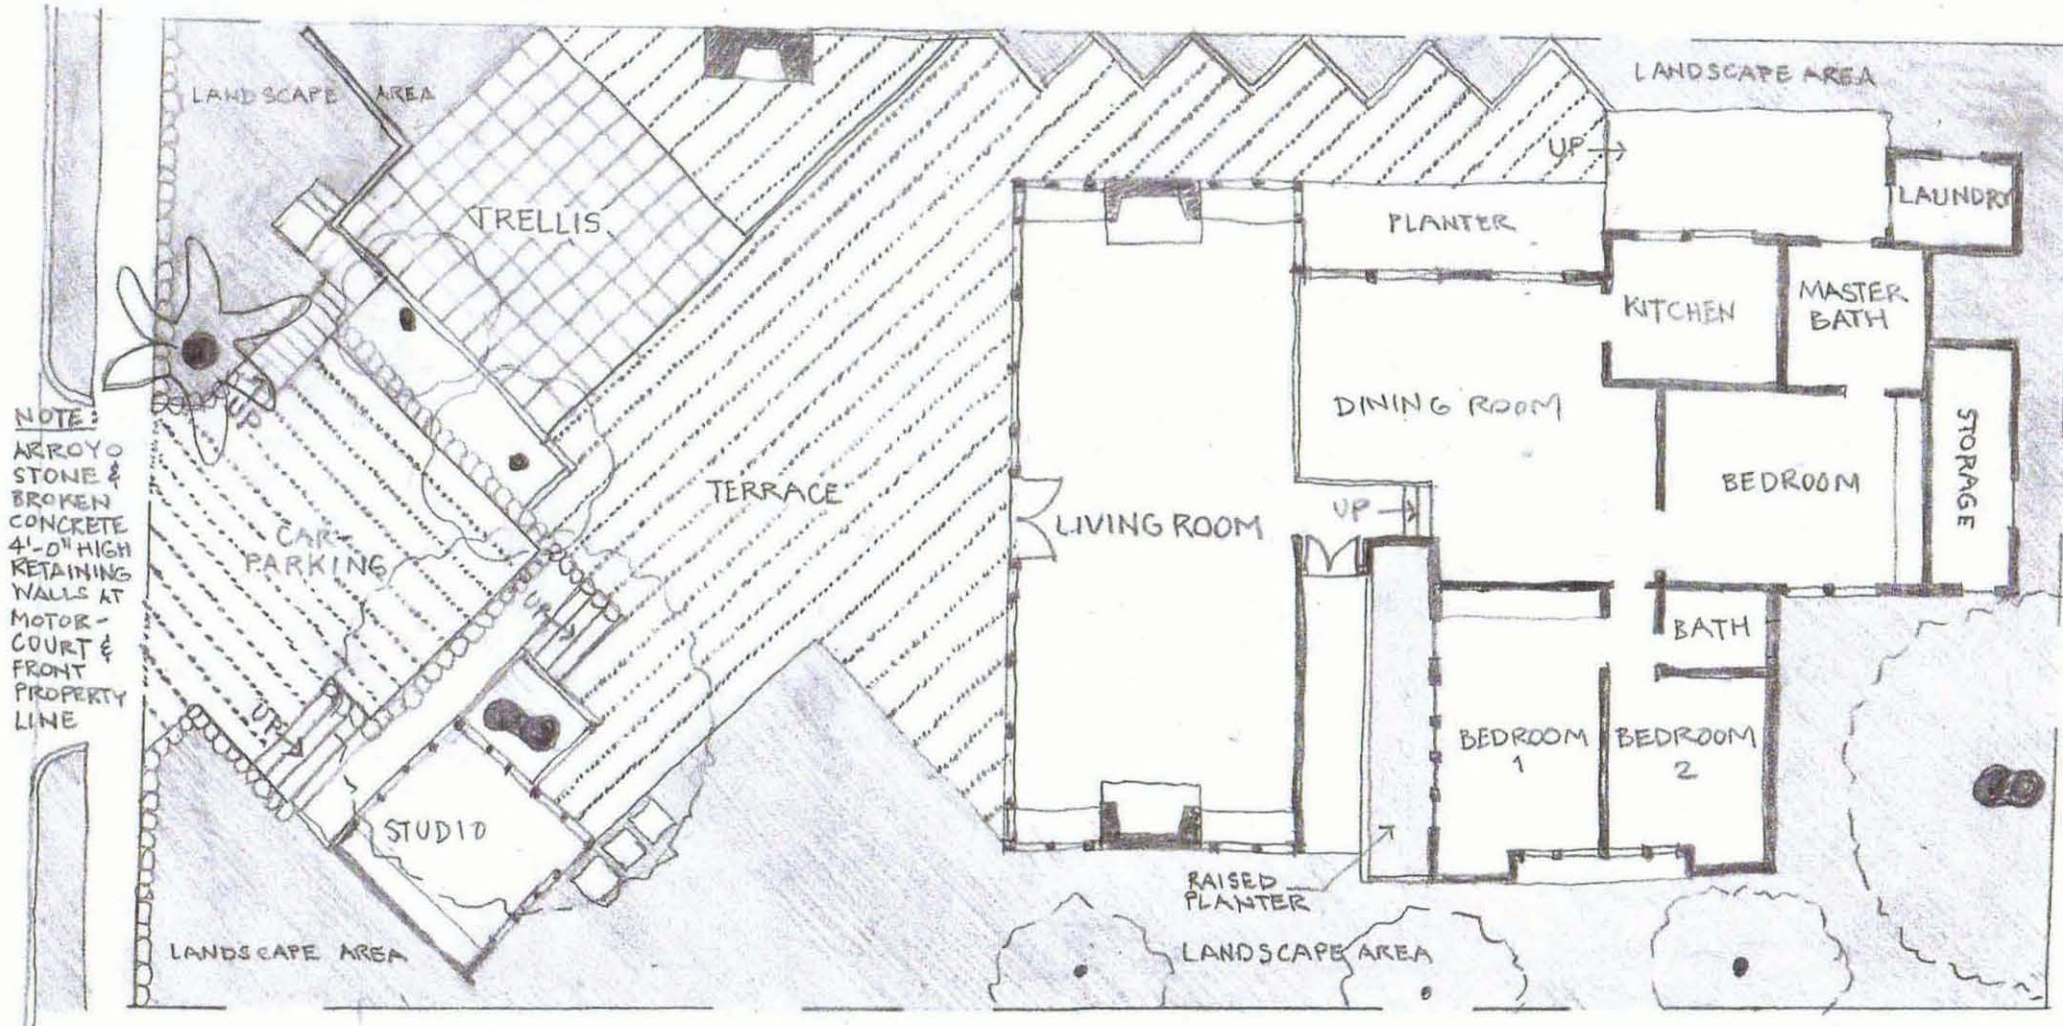 LANDSCAPE AREA
LANDSCAPE AREA
UP
LAUNDRY
TRELLIS
PLANTER
KITCHEN
MASTER
BATH
UP
NOTE:
ARROYO
STONE &
BROKEN
CONCRETE
4'-0" HIGH
RETAINING
WALLS AT
MOTOR-
COURT &
FRONT
PROPERTY
LINE
DINING ROOM
STORAGE
BEDROOM
TERRACE
UP
LIVING ROOM
CAR-
PARKING
UP
BATH
UP
BEDROOM
1
BEDROOM
2
STUDIO
RAISED
PLANTER
LANDSCAPE AREA
LANDSCAPE AREA